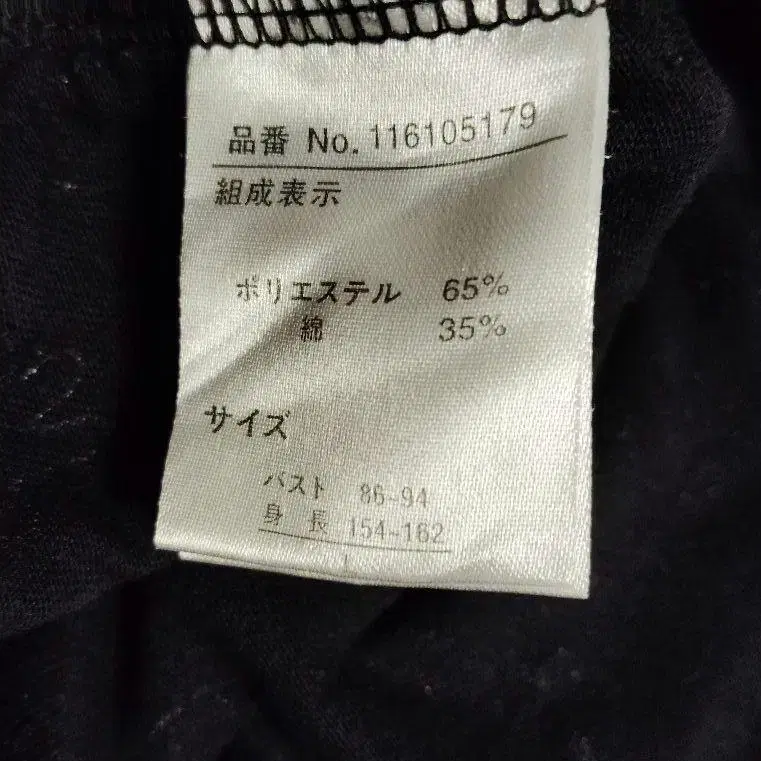 品番 No. 116105179
組成表示
ポリエステル 65%
綿 35%
サイズ
バスト 86-94
身長 154-162
L